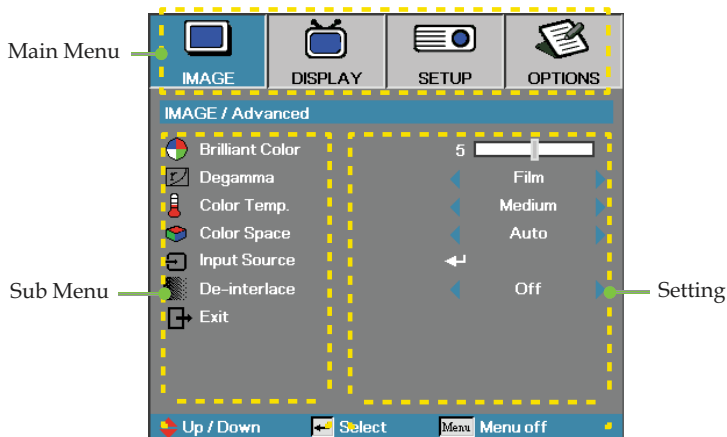 Main Menu
IMAGE DISPLAY SETUP OPTIONS
IMAGE / Advanced
Brilliant Color 5
Degamma Film
Color Temp. Medium
Color Space Auto
Input Source
Sub Menu
De-interlace Off
Setting
Exit
Up / Down Select Menu Menu off